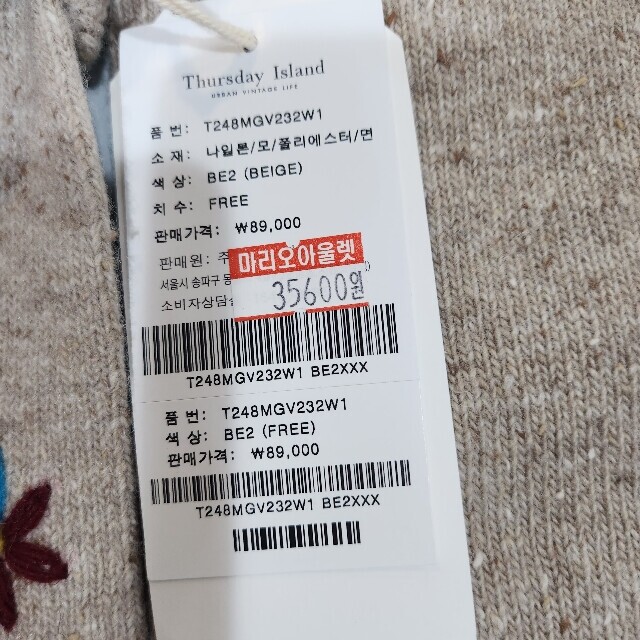 Thursday Island
URBAN VINTAGE LIFE
품 번: T248MGV232W1
소 재: 나일론/모/폴리에스터/면
색 상: BE2 (BEIGE)
치 수: FREE
판매가격: ₩89,000
판매원: 주
마리오아울렛
서울시 송파구 동
35600원
소비자상담
T248MGV232W1 BE2XXX
품 번: T248MGV232W1
색 상: BE2 (FREE)
판매가격: ₩89,000
T248MGV232W1 BE2XXX